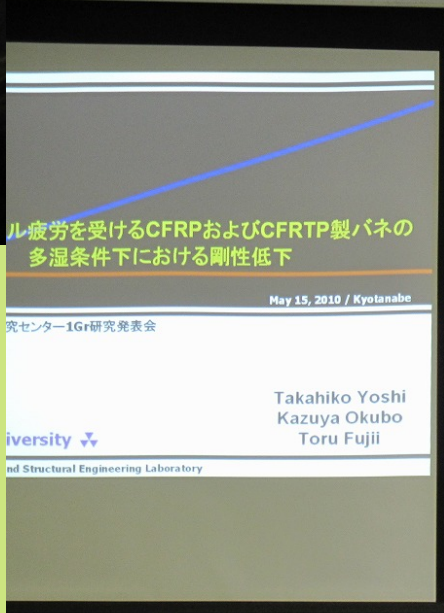 ル疲労を受けるCFRPおよびCFRTP製バネの
多湿条件下における剛性低下
May 15, 2010 / Kyotanabe
究センター1Gr研究発表会
Takahiko Yoshi
Kazuya Okubo
Toru Fujii
iversity
nd Structural Engineering Laboratory